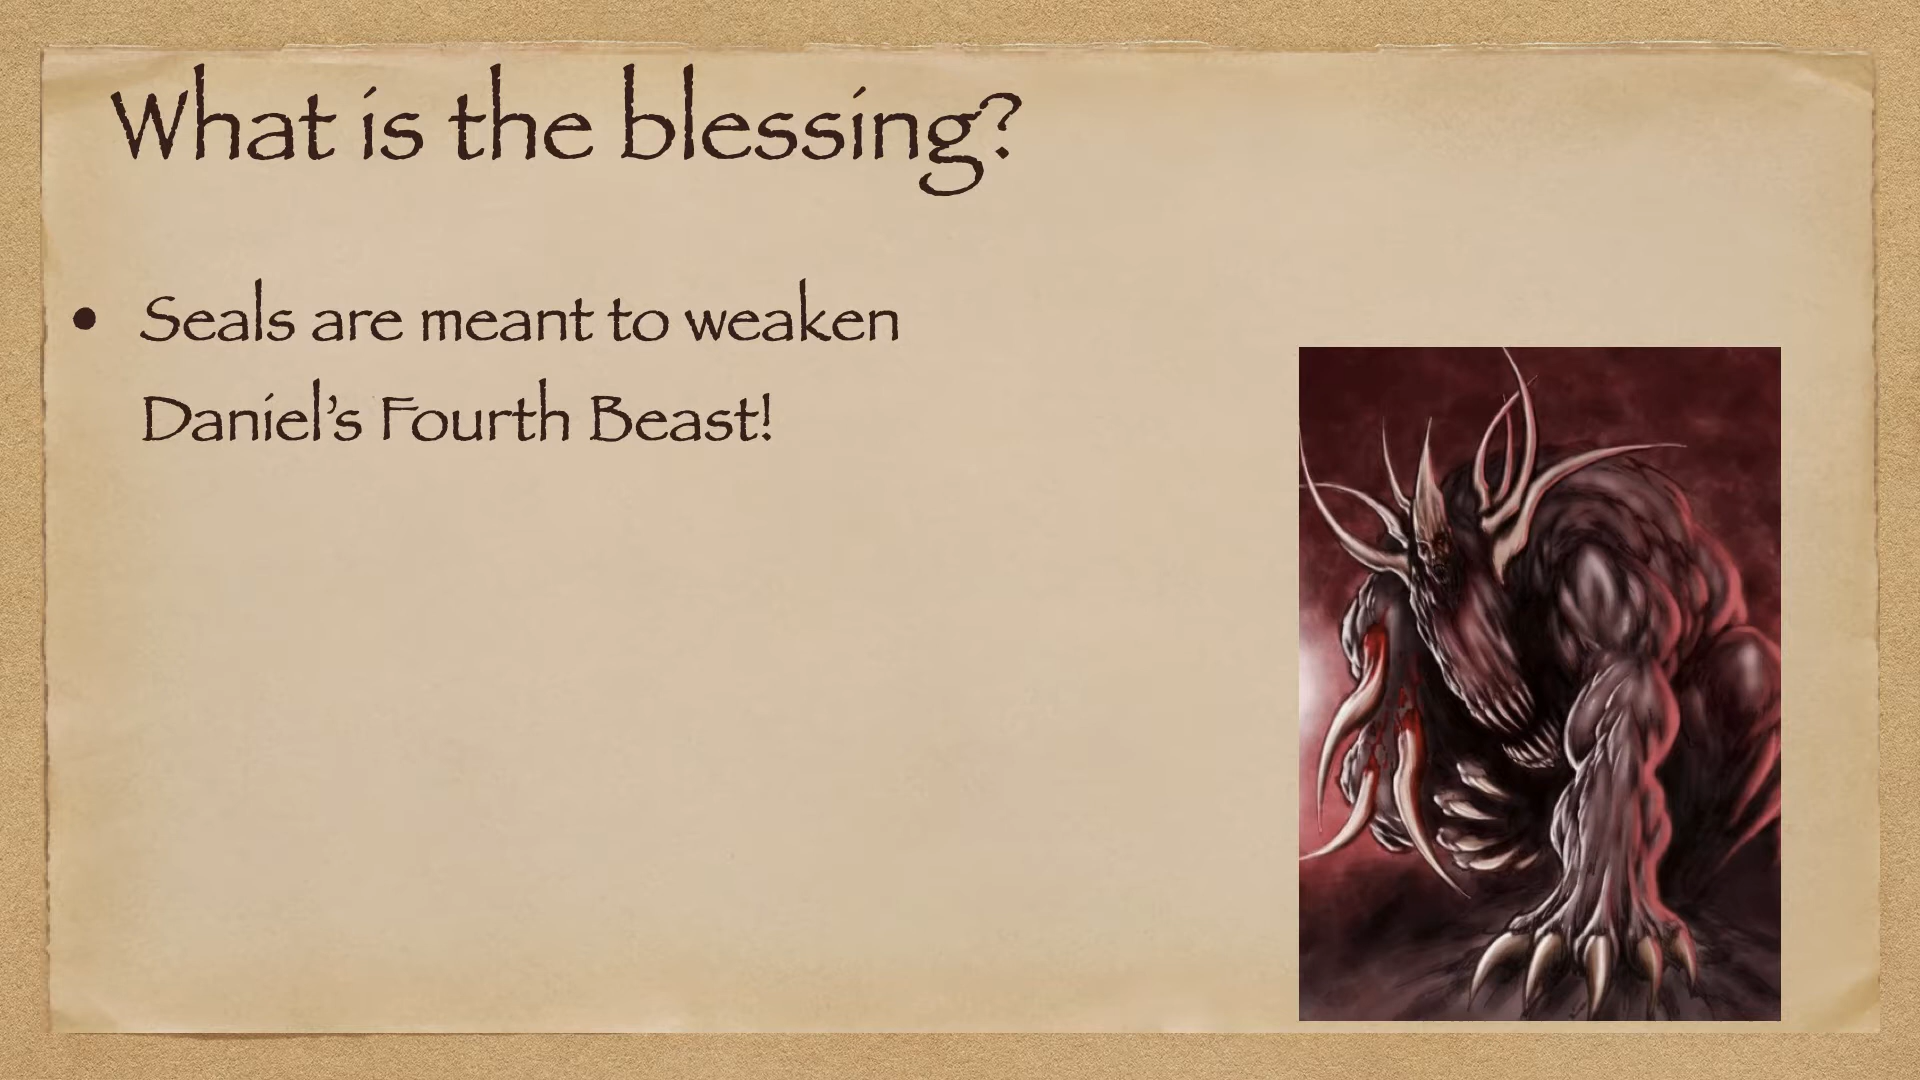 What is the blessing?
• Seals are meant to weaken
Daniel's Fourth Beast!